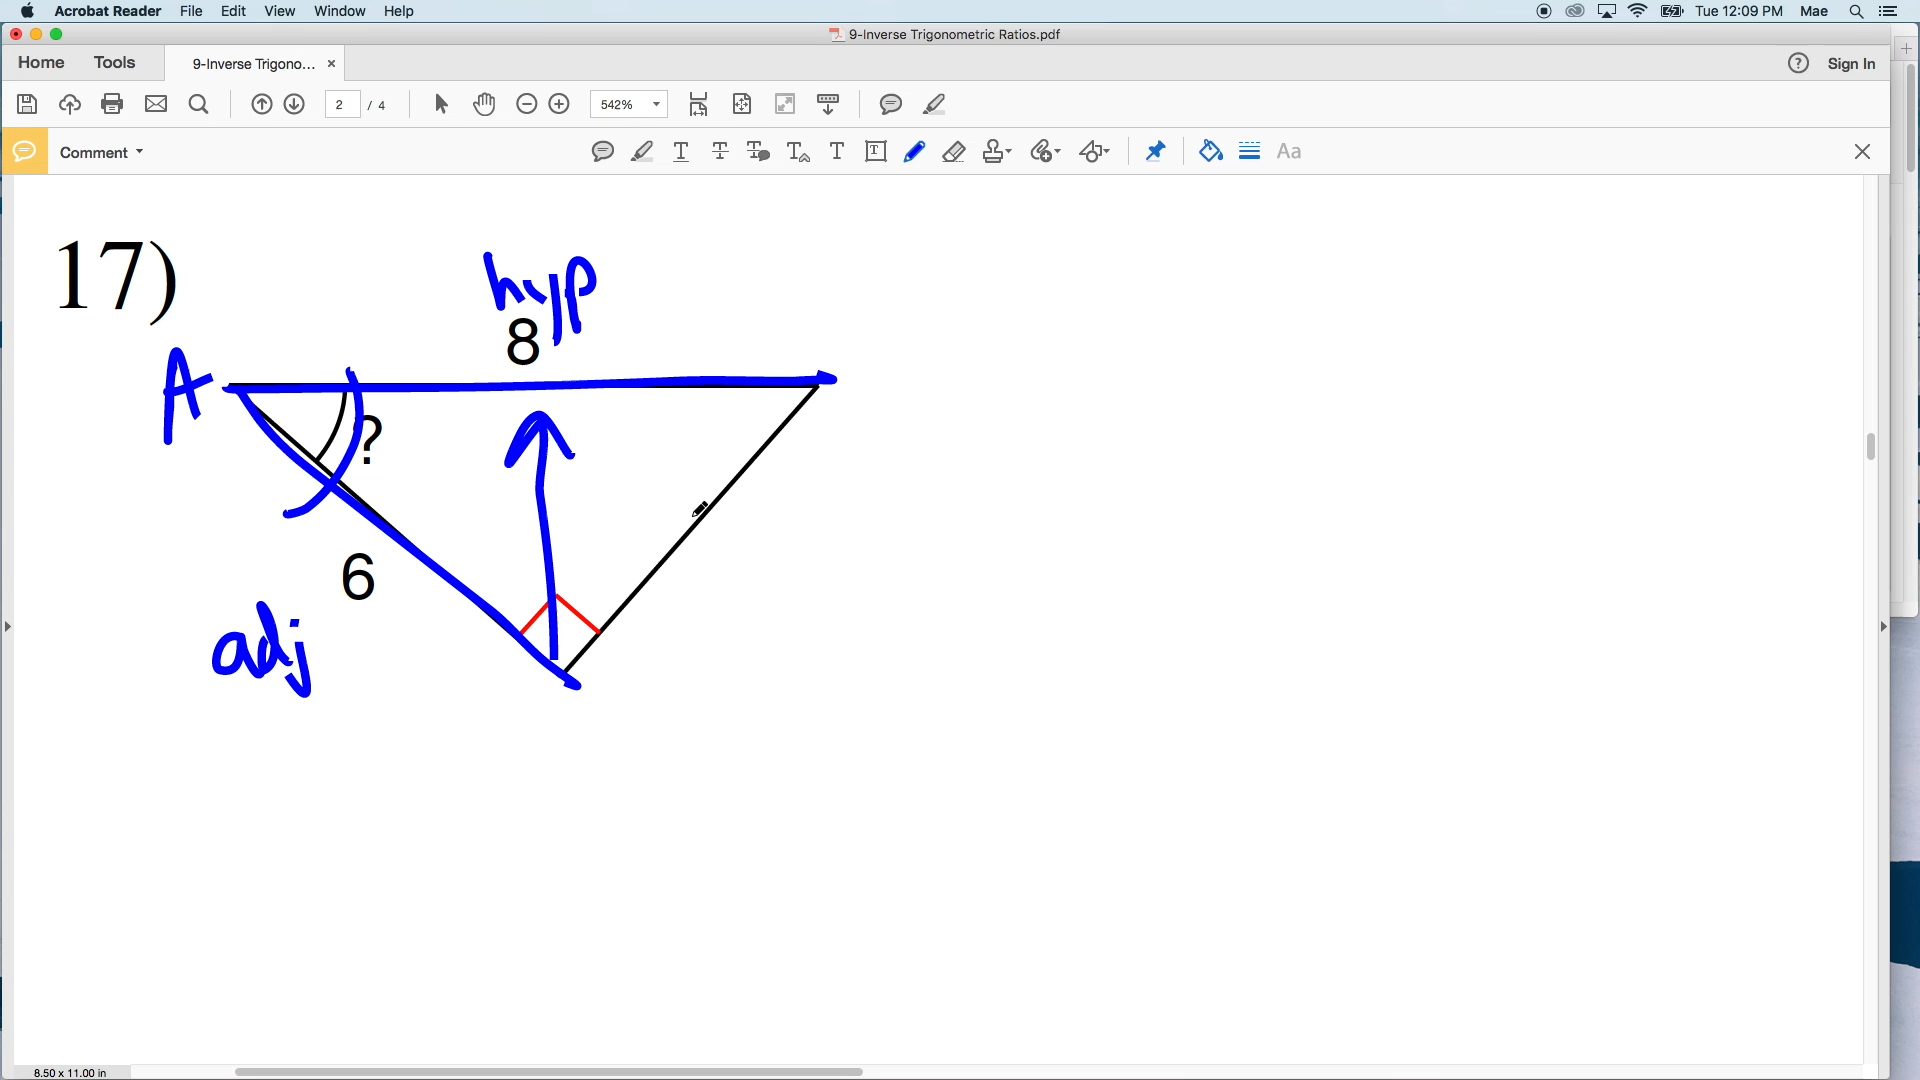 Acrobat Reader File Edit View Window Help Tue 12:09 PM Mae
9-Inverse Trigonometric Ratios.pdf
Home Tools 9-Inverse Trigono... × ? Sign In
2 / 4 542%
Comment T T T T T T Aa
17)
hyp
8
A
?
6
adj
8.50 x 11.00 in